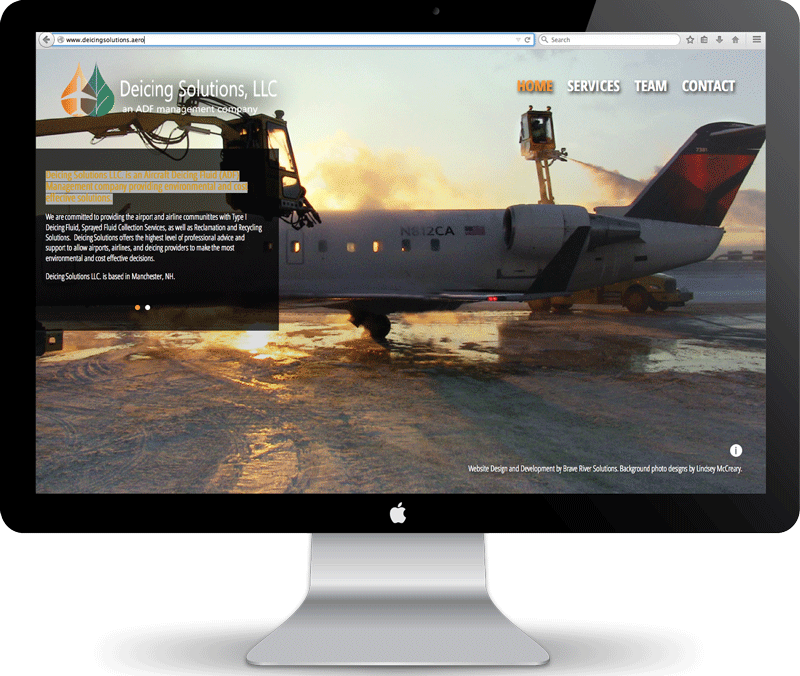 www.deicingsolutions.aero
Search
Deicing Solutions, LLC
an ADF management company
HOME SERVICES TEAM CONTACT
Deicing Solutions LLC. is an Aircraft Deicing Fluid (ADF)
Management company providing environmental and cost
effective solutions.
We are committed to providing the airport and airline communitites with Type I
Deicing Fluid, Sprayed Fluid Collection Services, as well as Reclamation and Recycling
Solutions. Deicing Solutions offers the highest level of professional advice and
support to allow airports, airlines, and deicing providers to make the most
environmental and cost effective decisions.
Deicing Solutions LLC. is based in Manchester, NH.
N812CA
7351
i
Website Design and Development by Brave River Solutions. Background photo designs by Lindsey McCreary.